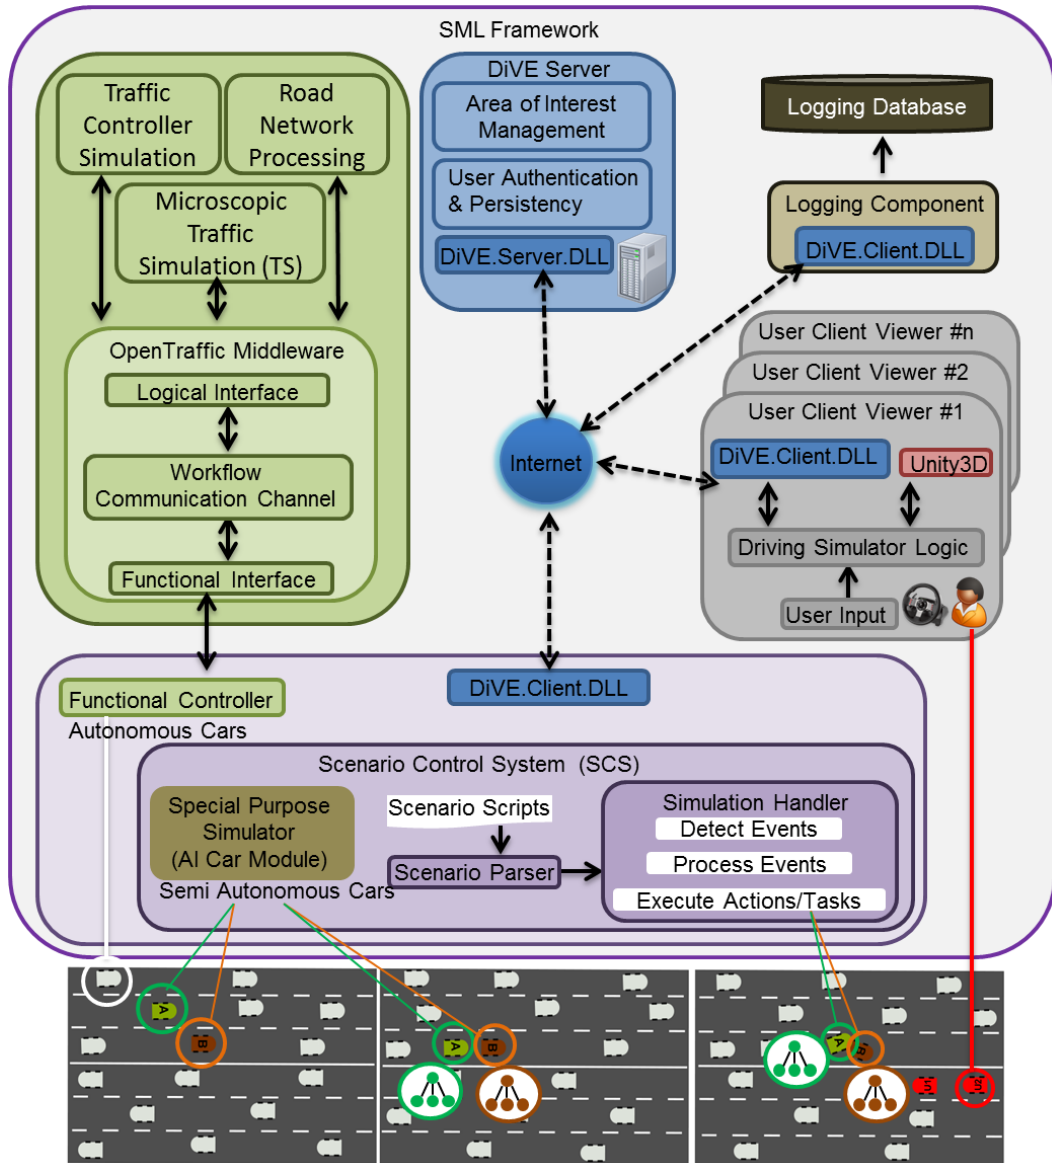 SML Framework
Traffic
Controller
Simulation
Road
Network
Processing
Microscopic
Traffic
Simulation (TS)
OpenTraffic Middleware
Logical Interface
Workflow
Communication Channel
Functional Interface
DiVE Server
Area of Interest
Management
User Authentication
& Persistency
DiVE.Server.DLL
Logging Database
Logging Component
DiVE.Client.DLL
Internet
User Client Viewer #n
User Client Viewer #2
User Client Viewer #1
DiVE.Client.DLL
Unity3D
Driving Simulator Logic
User Input
Functional Controller
Autonomous Cars
DiVE.Client.DLL
Scenario Control System (SCS)
Special Purpose
Simulator
(AI Car Module)
Semi Autonomous Cars
Scenario Scripts
Scenario Parser
Simulation Handler
Detect Events
Process Events
Execute Actions/Tasks
A
B
A
B
A
B